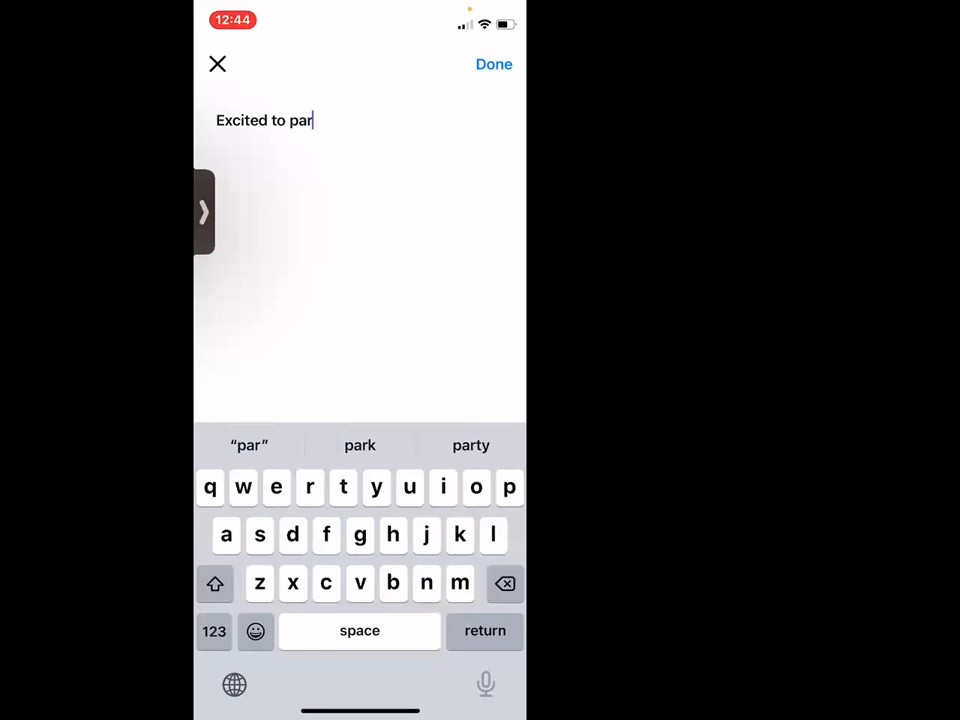 12:44
Done
Excited to par
“par” park party
q w e r t y u i o p
a s d f g h j k l
z x c v b n m
123 space return